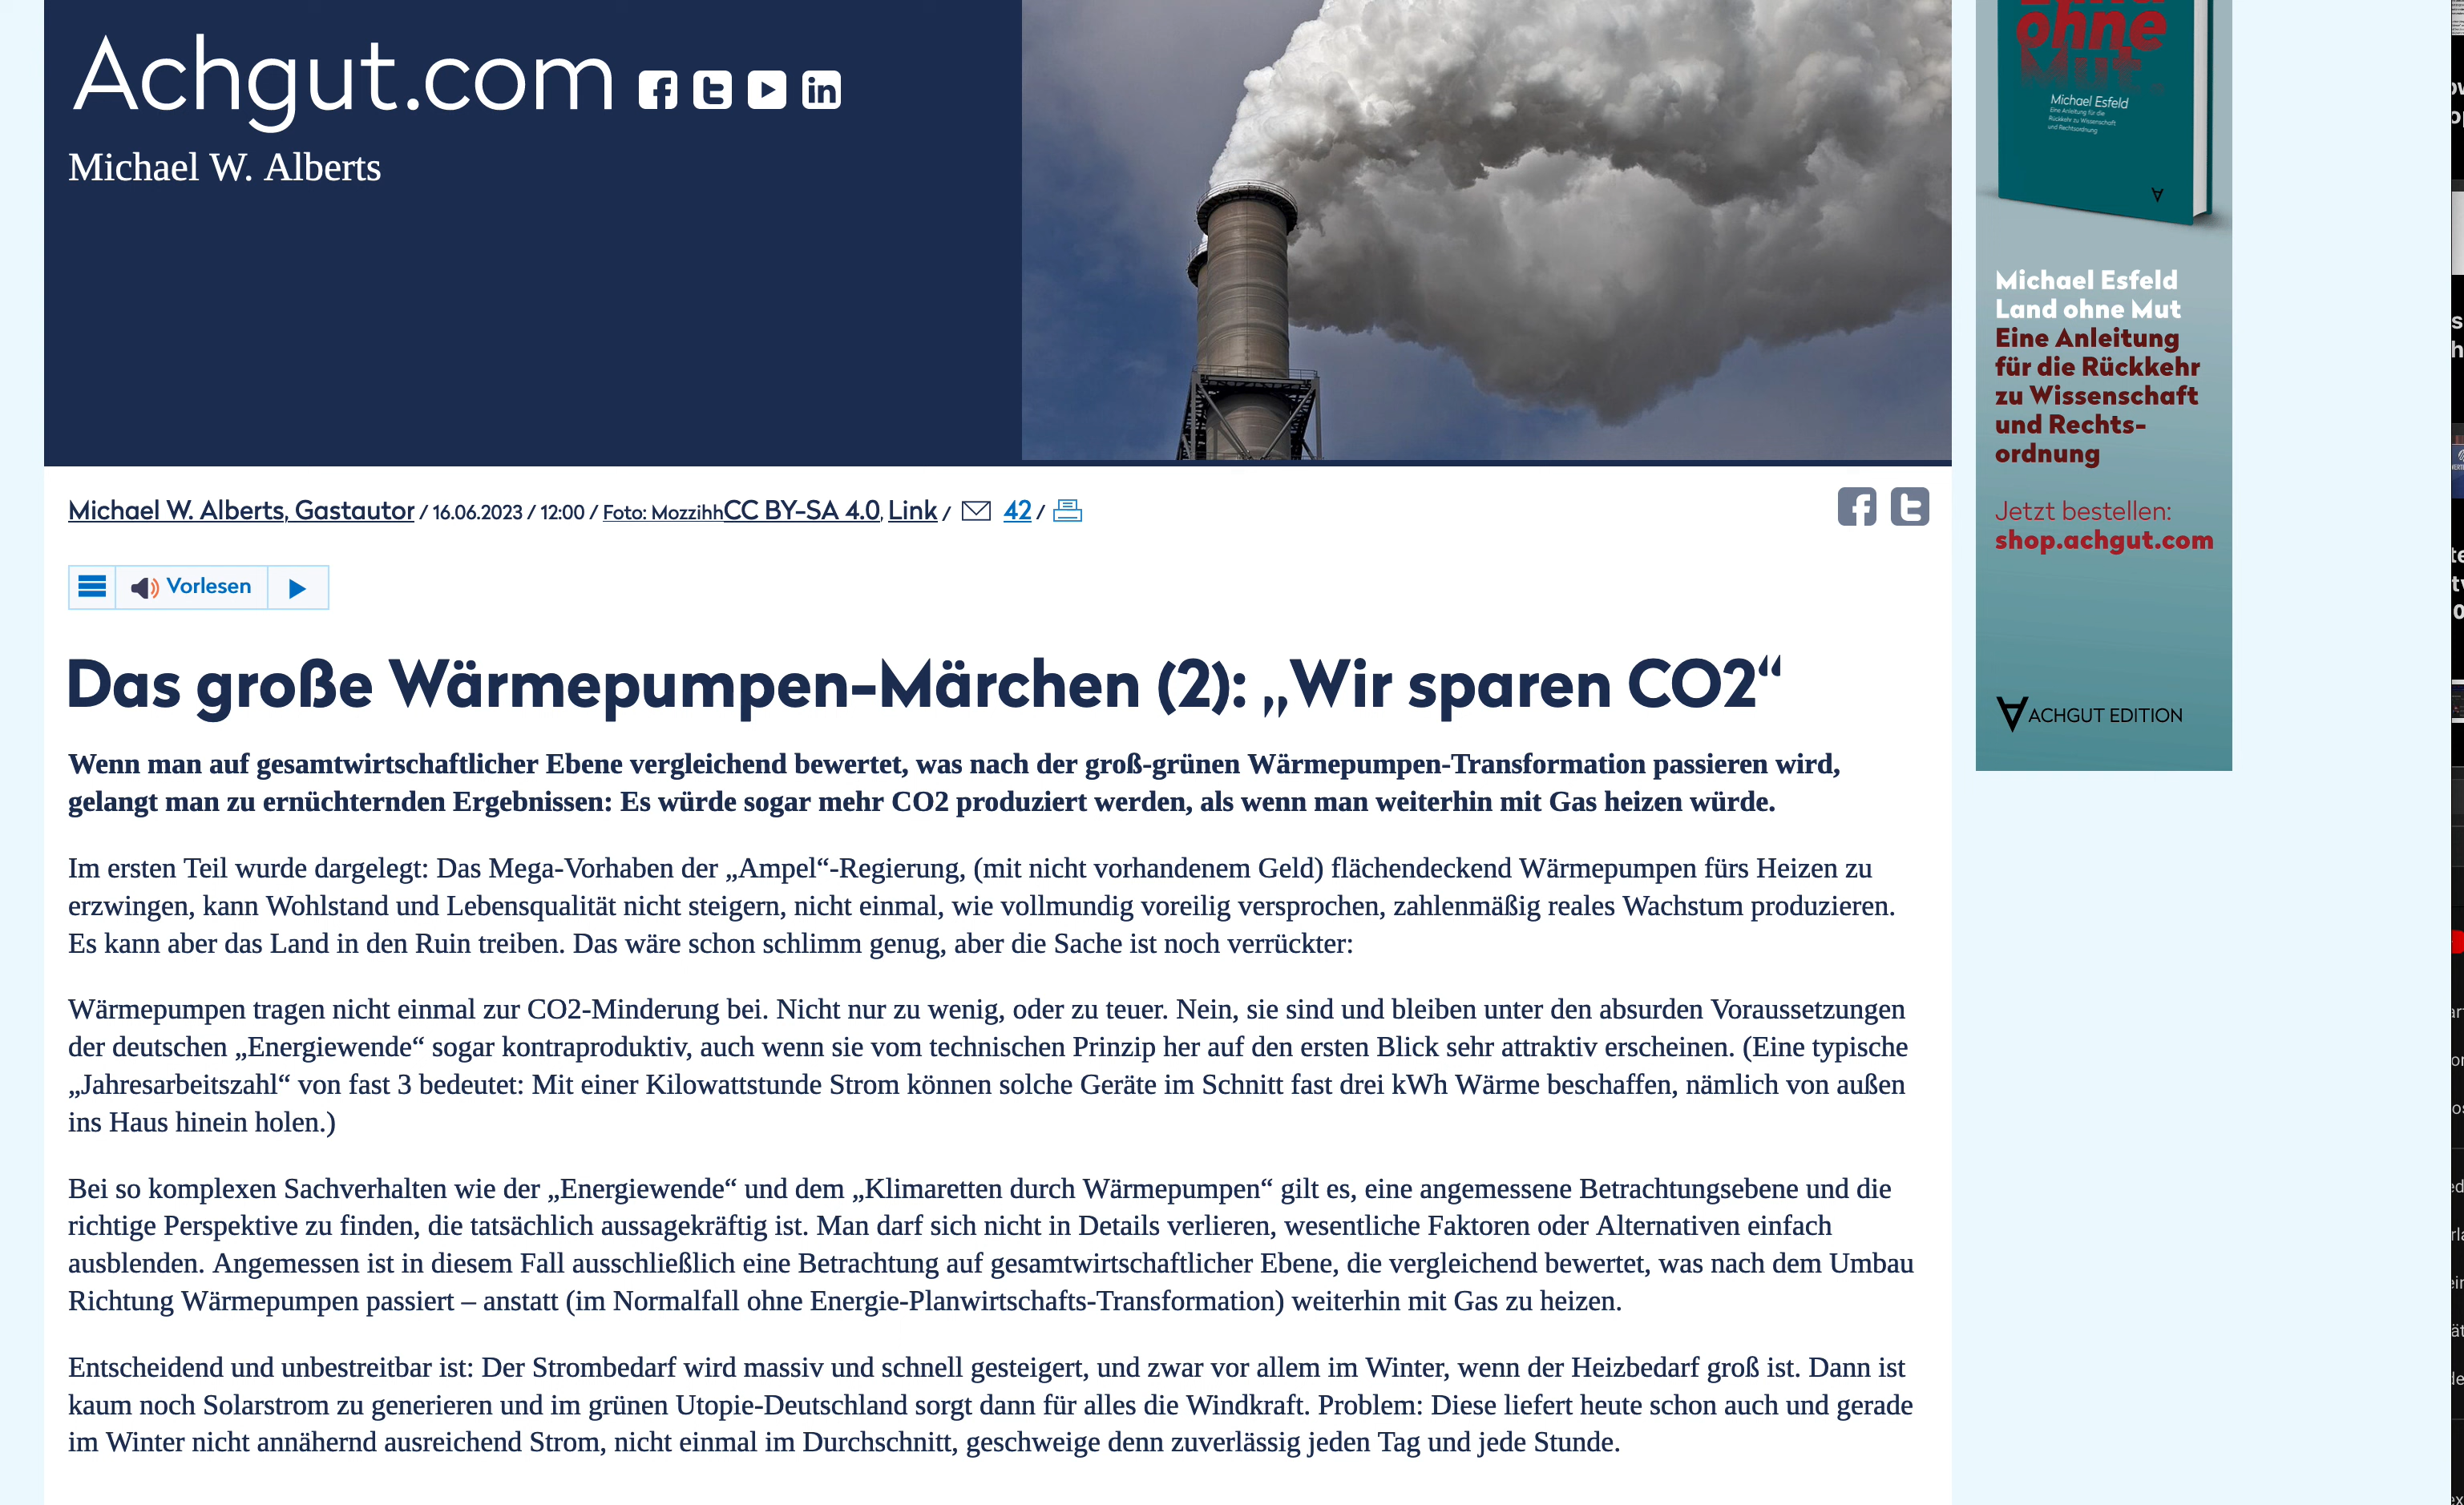 Achgut.com
Michael W. Alberts
Michael W. Alberts, Gastautor / 16.06.2023 / 12:00 / Foto: MozzihhCC BY-SA 4.0, Link / 42 /
Vorlesen
Das große Wärmepumpen-Märchen (2): „Wir sparen CO2“
Wenn man auf gesamtwirtschaftlicher Ebene vergleichend bewertet, was nach der groß-grünen Wärmepumpen-Transformation passieren wird,
gelangt man zu ernüchternden Ergebnissen: Es würde sogar mehr CO2 produziert werden, als wenn man weiterhin mit Gas heizen würde.
Im ersten Teil wurde dargelegt: Das Mega-Vorhaben der „Ampel“-Regierung, (mit nicht vorhandenem Geld) flächendeckend Wärmepumpen fürs Heizen zu
erzwingen, kann Wohlstand und Lebensqualität nicht steigern, nicht einmal, wie vollmundig voreilig versprochen, zahlenmäßig reales Wachstum produzieren.
Es kann aber das Land in den Ruin treiben. Das wäre schon schlimm genug, aber die Sache ist noch verrückter:
Wärmepumpen tragen nicht einmal zur CO2-Minderung bei. Nicht nur zu wenig, oder zu teuer. Nein, sie sind und bleiben unter den absurden Voraussetzungen
der deutschen „Energiewende“ sogar kontraproduktiv, auch wenn sie vom technischen Prinzip her auf den ersten Blick sehr attraktiv erscheinen. (Eine typische
„Jahresarbeitszahl“ von fast 3 bedeutet: Mit einer Kilowattstunde Strom können solche Geräte im Schnitt fast drei kWh Wärme beschaffen, nämlich von außen
ins Haus hinein holen.)
Bei so komplexen Sachverhalten wie der „Energiewende“ und dem „Klimaretten durch Wärmepumpen“ gilt es, eine angemessene Betrachtungsebene und die
richtige Perspektive zu finden, die tatsächlich aussagekräftig ist. Man darf sich nicht in Details verlieren, wesentliche Faktoren oder Alternativen einfach
ausblenden. Angemessen ist in diesem Fall ausschließlich eine Betrachtung auf gesamtwirtschaftlicher Ebene, die vergleichend bewertet, was nach dem Umbau
Richtung Wärmepumpen passiert – anstatt (im Normalfall ohne Energie-Planwirtschafts-Transformation) weiterhin mit Gas zu heizen.
Entscheidend und unbestreitbar ist: Der Strombedarf wird massiv und schnell gesteigert, und zwar vor allem im Winter, wenn der Heizbedarf groß ist. Dann ist
kaum noch Solarstrom zu generieren und im grünen Utopie-Deutschland sorgt dann für alles die Windkraft. Problem: Diese liefert heute schon auch und gerade
im Winter nicht annähernd ausreichend Strom, nicht einmal im Durchschnitt, geschweige denn zuverlässig jeden Tag und jede Stunde.
ohne
Mut.
Michael Esfeld
Eine Anleitung für die
Rückkehr zu Wissenschaft
und Rechtsordnung
Michael Esfeld
Land ohne Mut
Eine Anleitung
für die Rückkehr
zu Wissenschaft
und Rechts-
ordnung
Jetzt bestellen:
shop.achgut.com
ACHGUT EDITION